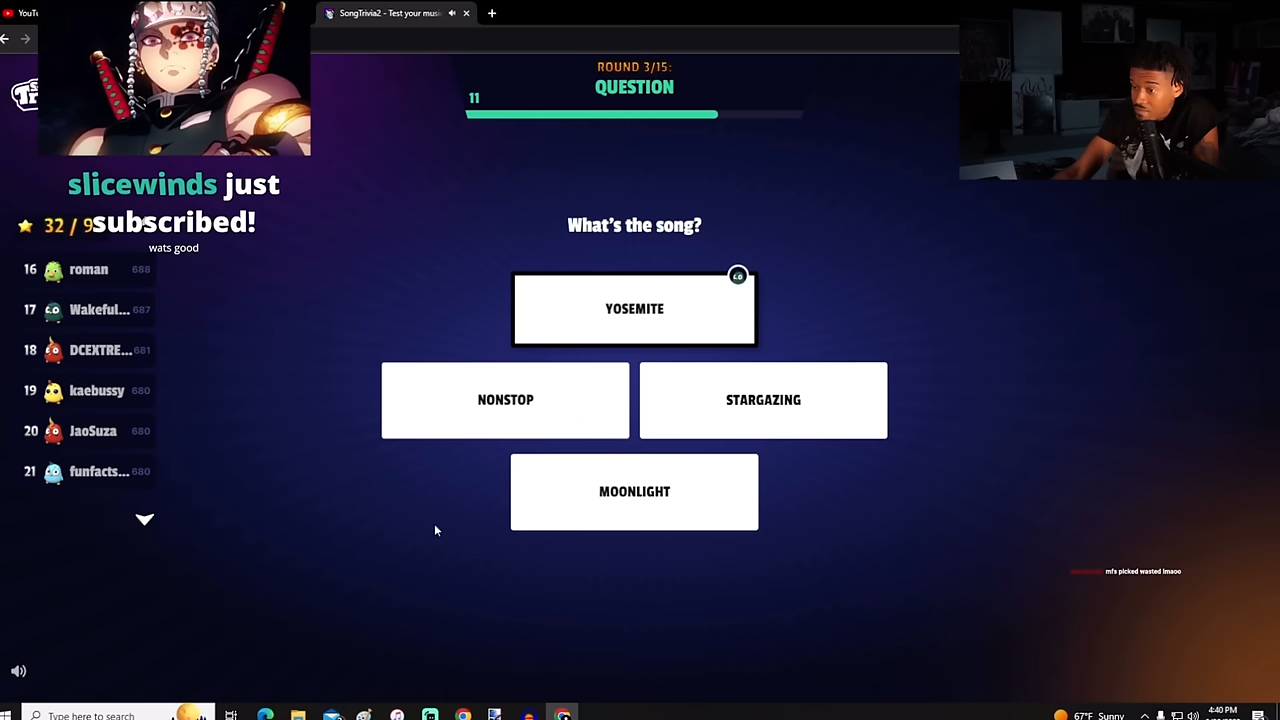 YouTu
SongTrivia2 - Test your musi
ROUND 3/15:
QUESTION
11
slicewinds just
subscribed!
wats good
32 / 9
16 roman 688
17 Wakeful... 687
18 DCEXTRE... 681
19 kaebussy 680
20 JaoSuza 680
21 funfacts... 680
What's the song?
YOSEMITE
NONSTOP
STARGAZING
MOONLIGHT
mfs picked wasted lmaoo
Type here to search
67°F Sunny
4:40 PM